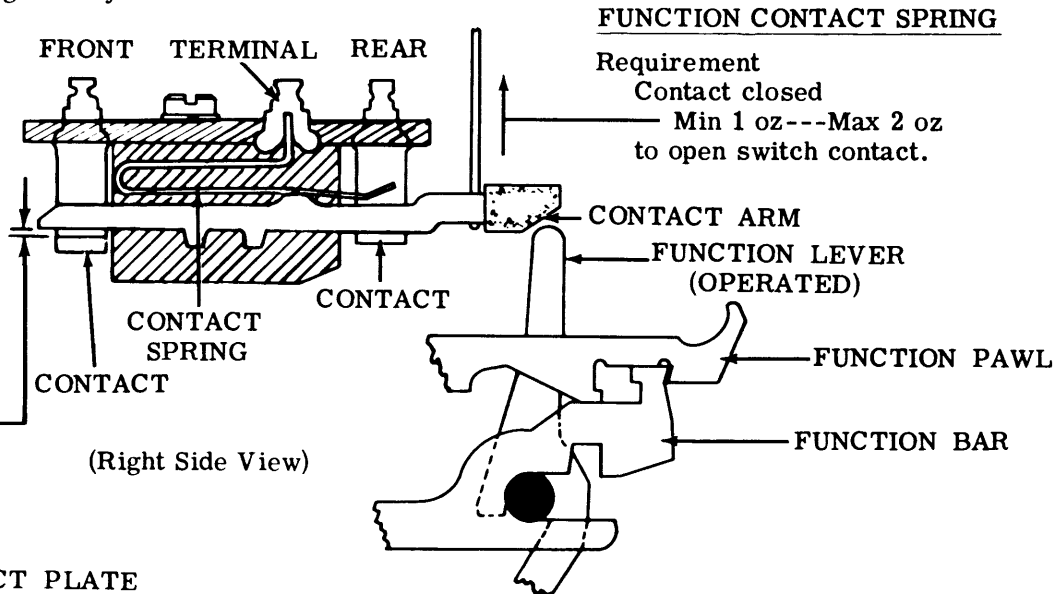 FUNCTION CONTACT SPRING
FRONT TERMINAL REAR
Requirement
Contact closed
Min 1 oz---Max 2 oz
to open switch contact.
CONTACT ARM
FUNCTION LEVER
(OPERATED)
CONTACT
CONTACT
SPRING
CONTACT
FUNCTION PAWL
FUNCTION BAR
(Right Side View)
PLATE